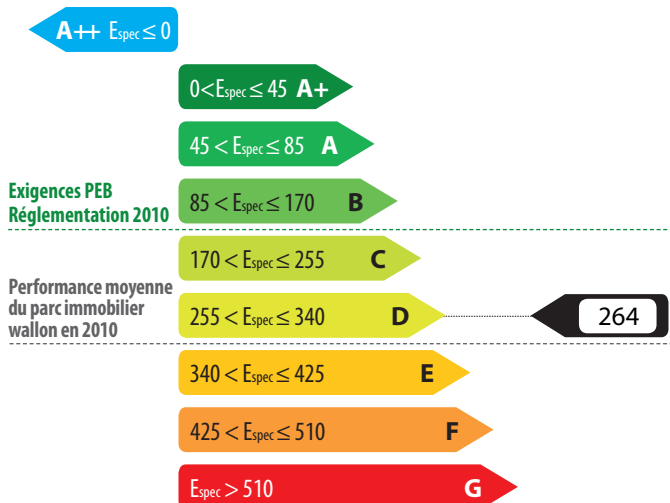 A++ Espec ≤ 0
0<Espec ≤ 45 A+
45 < Espec ≤ 85 A
Exigences PEB
Réglementation 2010
85 < Espec ≤ 170 B
170 < Espec ≤ 255 C
Performance moyenne
du parc immobilier
wallon en 2010
255 < Espec ≤ 340 D
264
340 < Espec ≤ 425 E
425 < Espec ≤ 510 F
Espec > 510 G